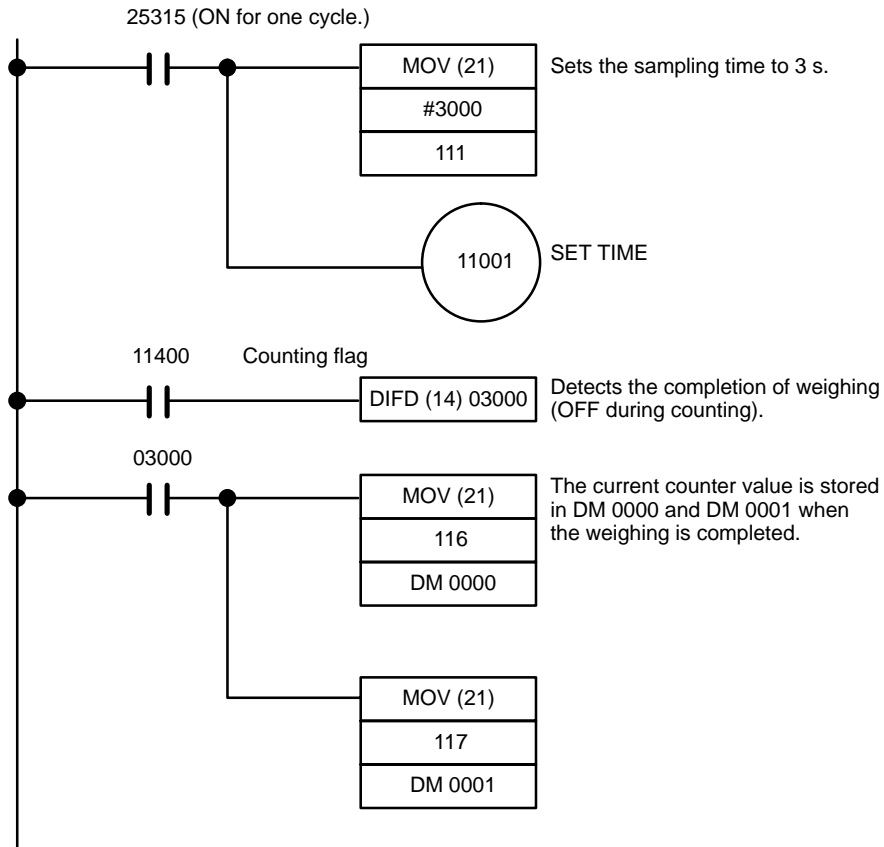 25315 (ON for one cycle.)
MOV (21)
Sets the sampling time to 3 s.
#3000
111
11001
SET TIME
11400
Counting flag
DIFD (14) 03000
Detects the completion of weighing
(OFF during counting).
03000
MOV (21)
The current counter value is stored
in DM 0000 and DM 0001 when
the weighing is completed.
116
DM 0000
MOV (21)
117
DM 0001